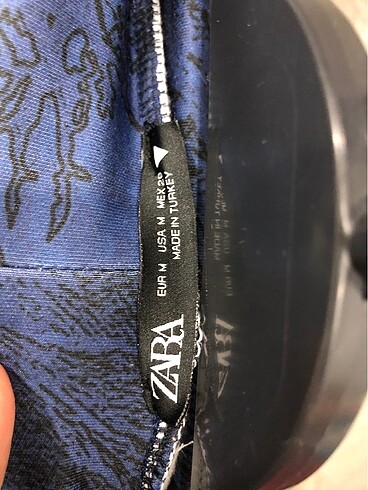 ZARA
EUR M USA M MEX 28
MADE IN TURKEY